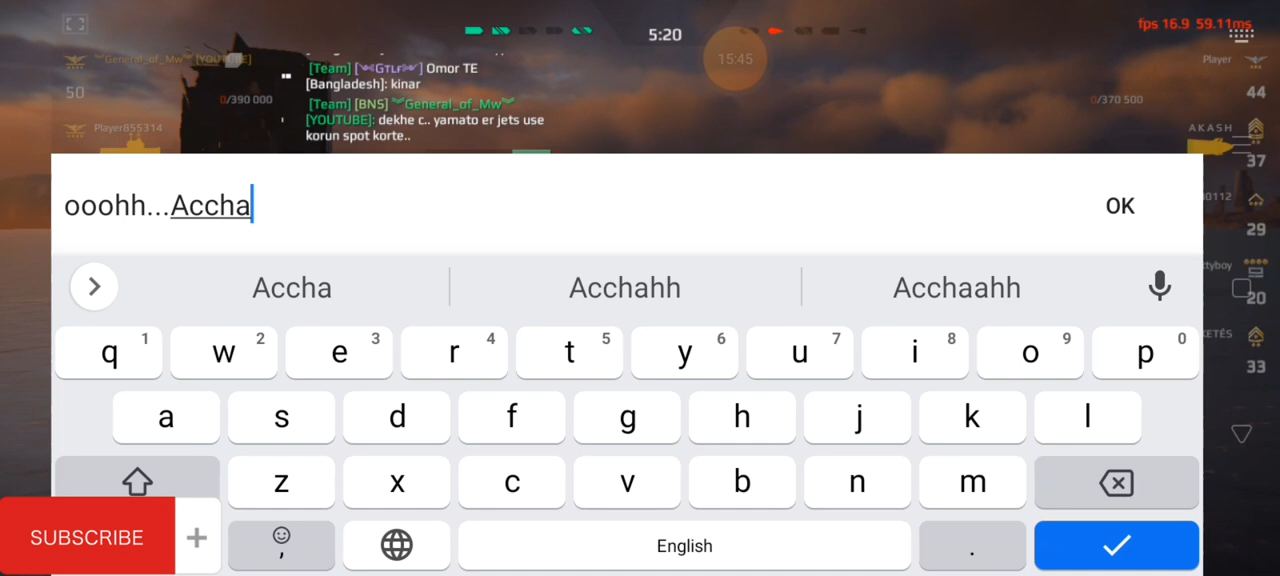 5:20
fps 16.9 59.11ms
General_of_Mw [YOUTUBE]
50
0/390 000
Player855314
15:45
[Team] [GTLF] Omor TE
[Bangladesh]: kinar
[Team] [BNS] General_of_Mw
[YOUTUBE]: dekhe c.. yamato er jets use
korun spot korte..
0/370 500
Player
44
AKASH
37
29
20
33
ooohh...Accha
OK
Accha Acchahh Acchaahh
q 1 w 2 e 3 r 4 t 5 y 6 u 7 i 8 o 9 p 0
a s d f g h j k l
z x c v b n m
SUBSCRIBE +
, English .